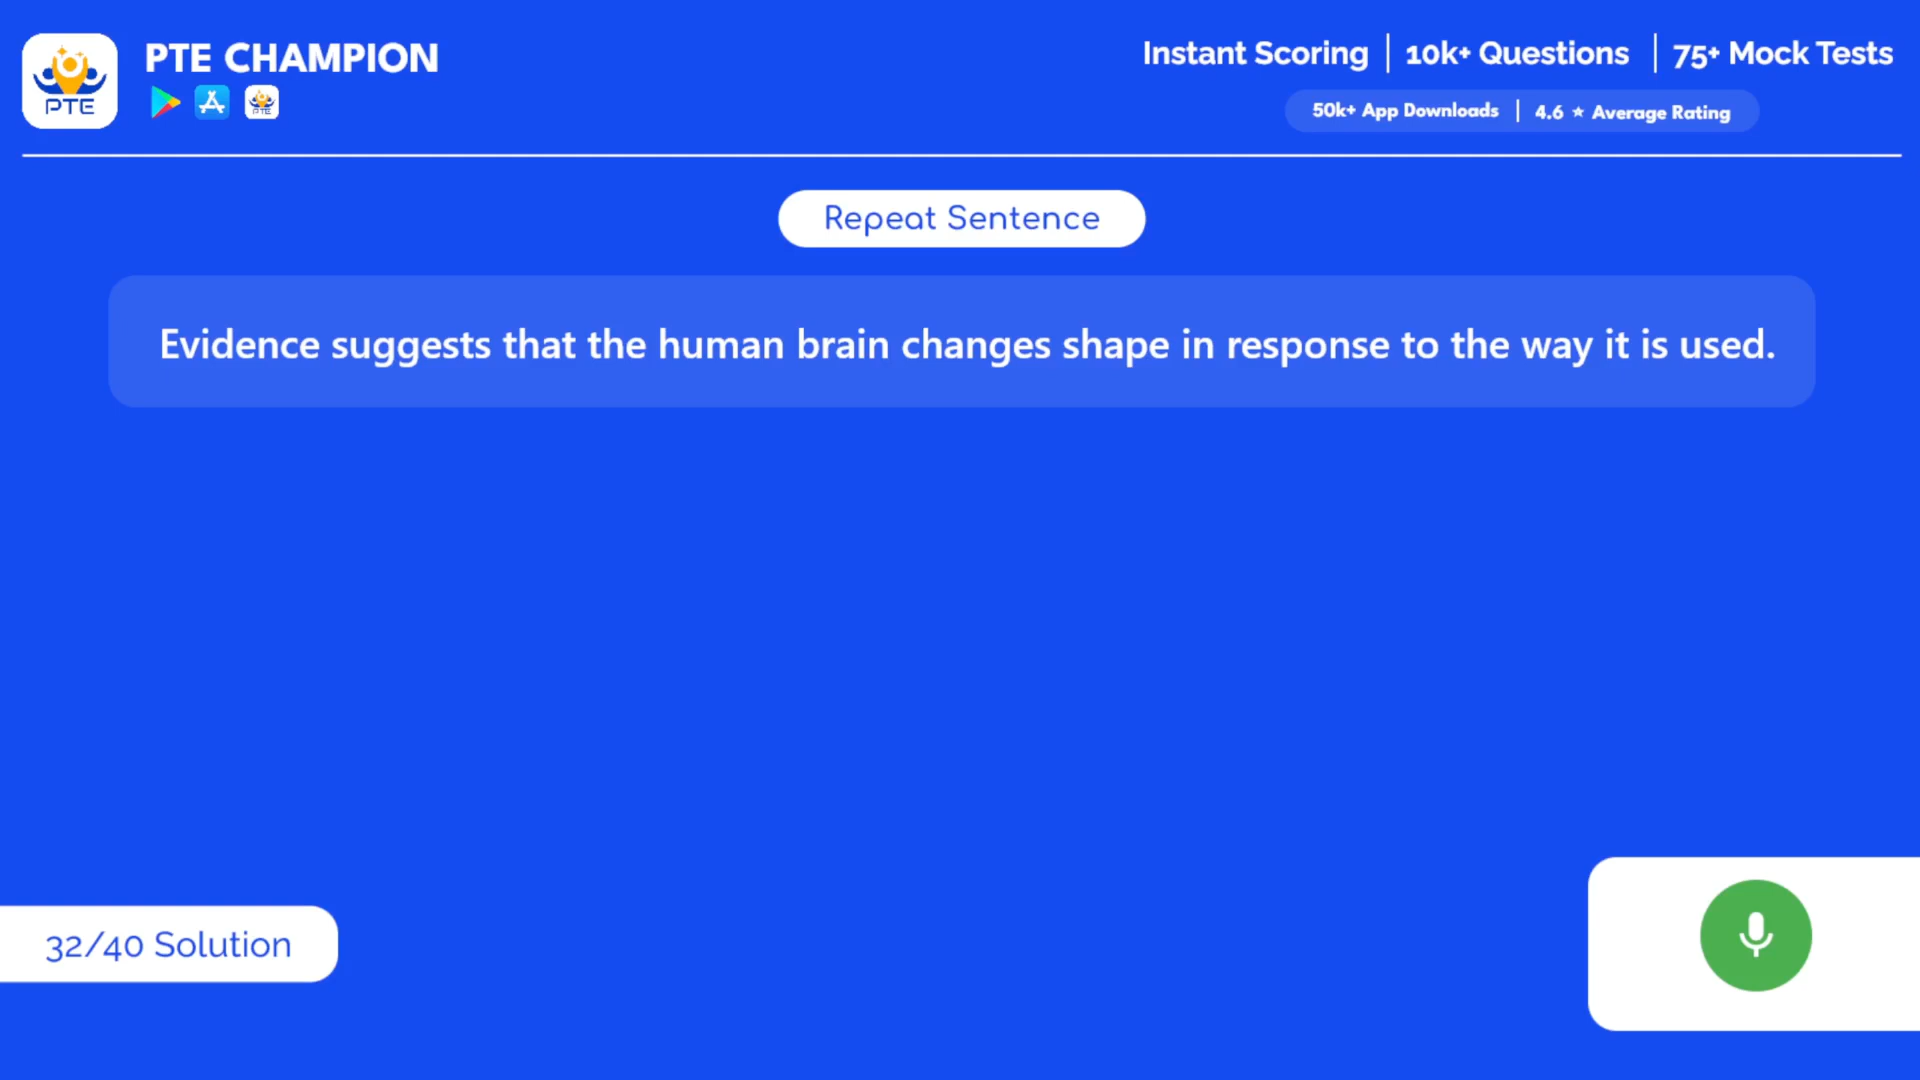 PTE
PTE CHAMPION
PTE
Instant Scoring | 10k+ Questions | 75+ Mock Tests
50k+ App Downloads | 4.6 ★ Average Rating
Repeat Sentence
Evidence suggests that the human brain changes shape in response to the way it is used.
32/40 Solution